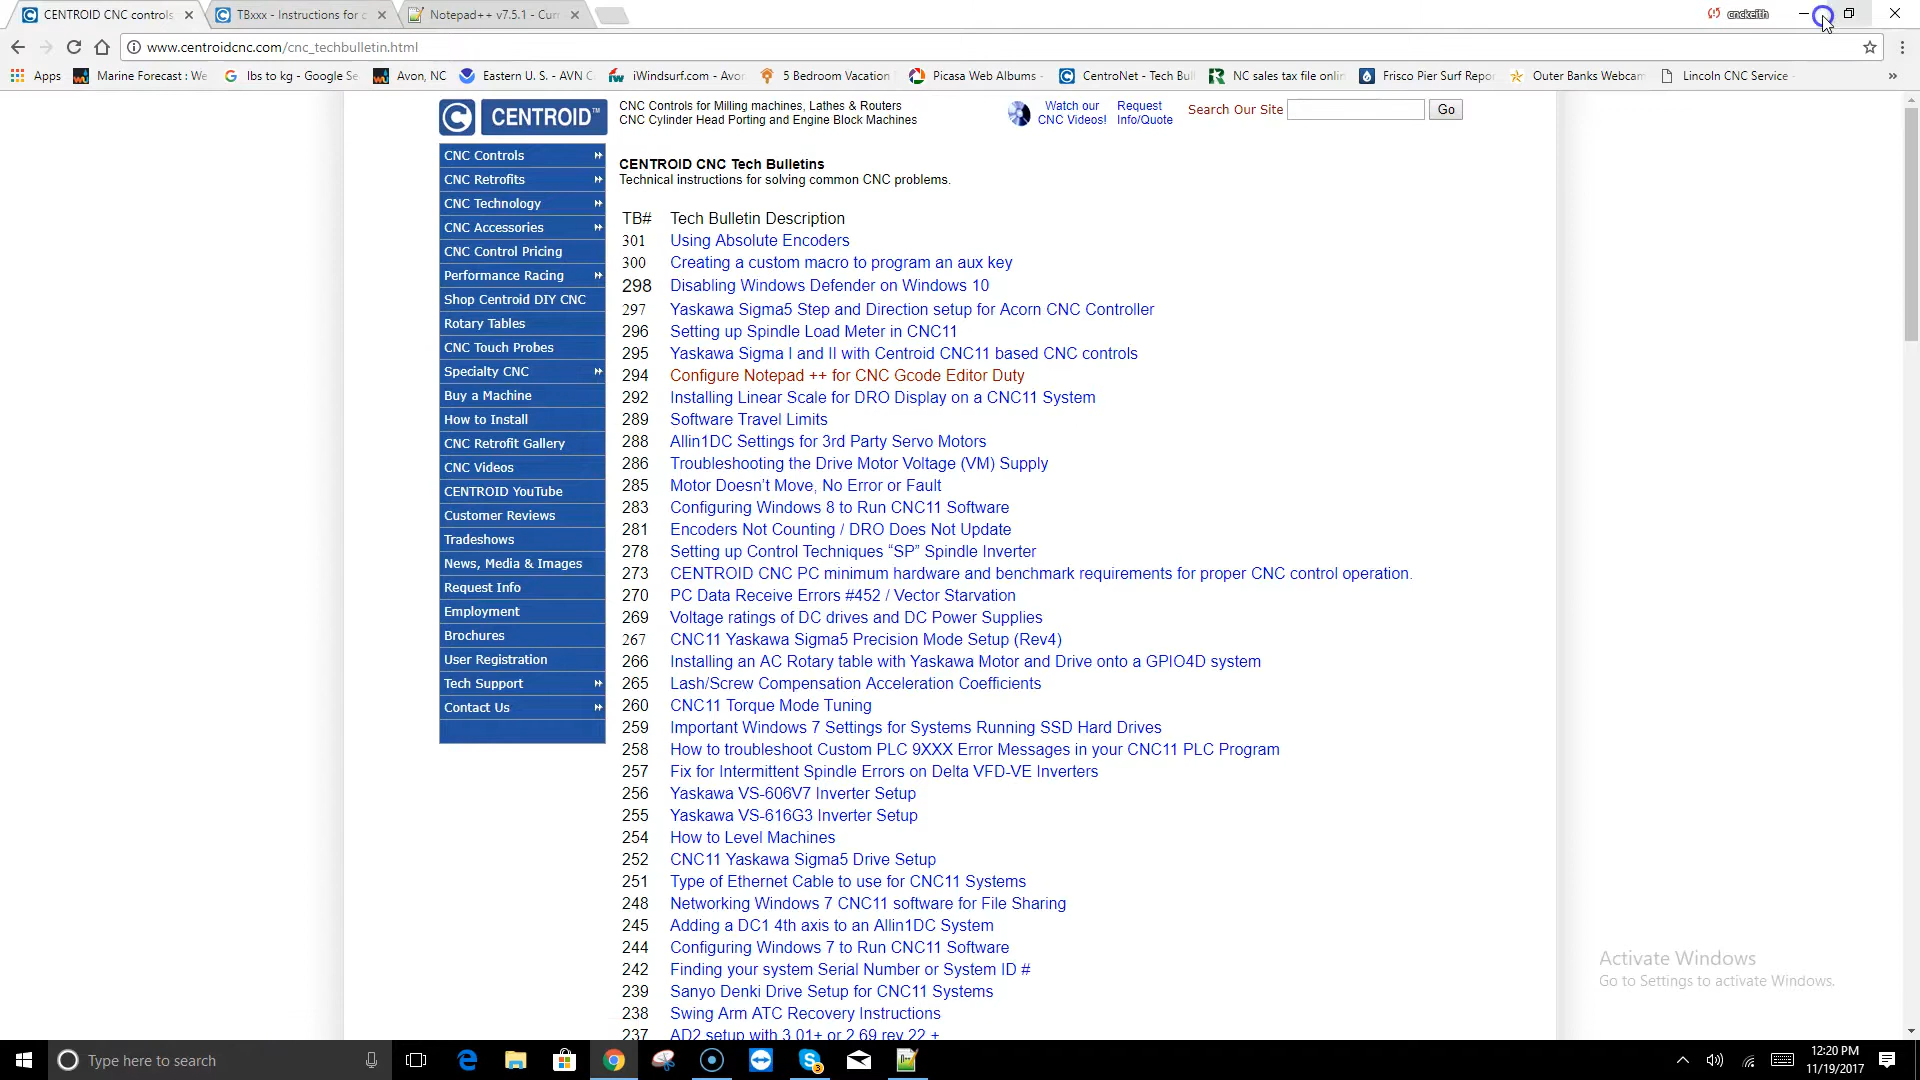 CENTROID CNC controls
TBxxx - Instructions for c
Notepad++ v7.5.1 - Curr
cnckeith
www.centroidcnc.com/cnc_techbulletin.html
Apps
Marine Forecast : We
lbs to kg - Google Se
Avon, NC
Eastern U. S. - AVN C
iWindsurf.com - Avor
5 Bedroom Vacation
Picasa Web Albums -
CentroNet - Tech Bul
NC sales tax file onlin
Frisco Pier Surf Repor
Outer Banks Webcam
Lincoln CNC Service -
»
CENTROID™
CNC Controls for Milling machines, Lathes & Routers
CNC Cylinder Head Porting and Engine Block Machines
Watch our
CNC Videos!
Request
Info/Quote
Search Our Site
Go
CNC Controls
CNC Retrofits
CNC Technology
CNC Accessories
CNC Control Pricing
Performance Racing
Shop Centroid DIY CNC
Rotary Tables
CNC Touch Probes
Specialty CNC
Buy a Machine
How to Install
CNC Retrofit Gallery
CNC Videos
CENTROID YouTube
Customer Reviews
Tradeshows
News, Media & Images
Request Info
Employment
Brochures
User Registration
Tech Support
Contact Us
CENTROID CNC Tech Bulletins
Technical instructions for solving common CNC problems.
TB# Tech Bulletin Description
301 Using Absolute Encoders
300 Creating a custom macro to program an aux key
298 Disabling Windows Defender on Windows 10
297 Yaskawa Sigma5 Step and Direction setup for Acorn CNC Controller
296 Setting up Spindle Load Meter in CNC11
295 Yaskawa Sigma I and II with Centroid CNC11 based CNC controls
294 Configure Notepad ++ for CNC Gcode Editor Duty
292 Installing Linear Scale for DRO Display on a CNC11 System
289 Software Travel Limits
288 Allin1DC Settings for 3rd Party Servo Motors
286 Troubleshooting the Drive Motor Voltage (VM) Supply
285 Motor Doesn’t Move, No Error or Fault
283 Configuring Windows 8 to Run CNC11 Software
281 Encoders Not Counting / DRO Does Not Update
278 Setting up Control Techniques “SP” Spindle Inverter
273 CENTROID CNC PC minimum hardware and benchmark requirements for proper CNC control operation.
270 PC Data Receive Errors #452 / Vector Starvation
269 Voltage ratings of DC drives and DC Power Supplies
267 CNC11 Yaskawa Sigma5 Precision Mode Setup (Rev4)
266 Installing an AC Rotary table with Yaskawa Motor and Drive onto a GPIO4D system
265 Lash/Screw Compensation Acceleration Coefficients
260 CNC11 Torque Mode Tuning
259 Important Windows 7 Settings for Systems Running SSD Hard Drives
258 How to troubleshoot Custom PLC 9XXX Error Messages in your CNC11 PLC Program
257 Fix for Intermittent Spindle Errors on Delta VFD-VE Inverters
256 Yaskawa VS-606V7 Inverter Setup
255 Yaskawa VS-616G3 Inverter Setup
254 How to Level Machines
252 CNC11 Yaskawa Sigma5 Drive Setup
251 Type of Ethernet Cable to use for CNC11 Systems
248 Networking Windows 7 CNC11 software for File Sharing
245 Adding a DC1 4th axis to an Allin1DC System
244 Configuring Windows 7 to Run CNC11 Software
242 Finding your system Serial Number or System ID #
239 Sanyo Denki Drive Setup for CNC11 Systems
238 Swing Arm ATC Recovery Instructions
237 AD2 setup with 3.01+ or 2.69 rev 22 +
Activate Windows
Go to Settings to activate Windows.
Type here to search
3
12:20 PM
11/19/2017